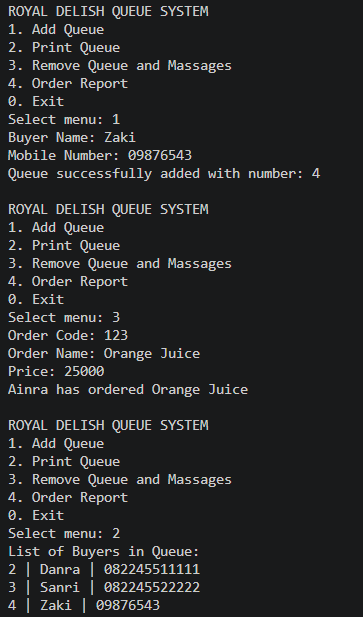 ROYAL DELISH QUEUE SYSTEM
1. Add Queue
2. Print Queue
3. Remove Queue and Massages
4. Order Report
0. Exit
Select menu: 1
Buyer Name: Zaki
Mobile Number: 09876543
Queue successfully added with number: 4

ROYAL DELISH QUEUE SYSTEM
1. Add Queue
2. Print Queue
3. Remove Queue and Massages
4. Order Report
0. Exit
Select menu: 3
Order Code: 123
Order Name: Orange Juice
Price: 25000
Ainra has ordered Orange Juice

ROYAL DELISH QUEUE SYSTEM
1. Add Queue
2. Print Queue
3. Remove Queue and Massages
4. Order Report
0. Exit
Select menu: 2
List of Buyers in Queue:
2 | Danra | 082245511111
3 | Sanri | 082245522222
4 | Zaki | 09876543